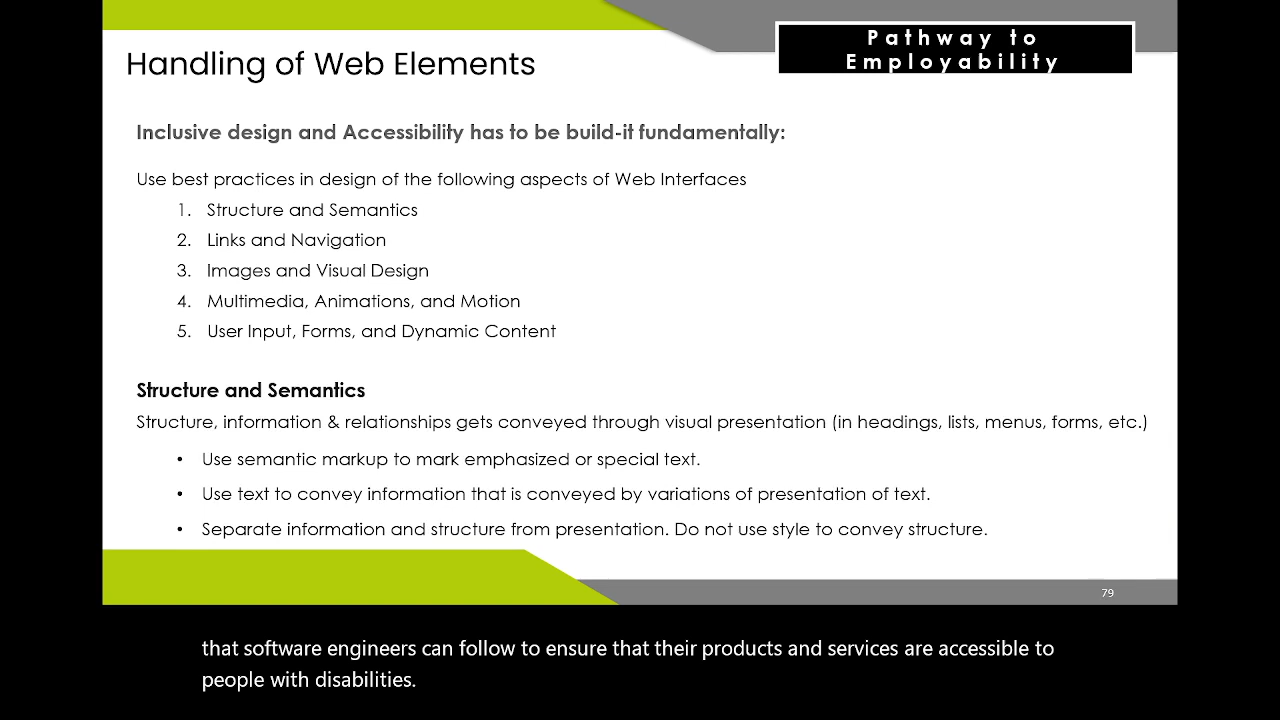 Pathway to
Employability
Handling of Web Elements
Inclusive design and Accessibility has to be build-it fundamentally:
Use best practices in design of the following aspects of Web Interfaces
1. Structure and Semantics
2. Links and Navigation
3. Images and Visual Design
4. Multimedia, Animations, and Motion
5. User Input, Forms, and Dynamic Content
Structure and Semantics
Structure, information & relationships gets conveyed through visual presentation (in headings, lists, menus, forms, etc.)
• Use semantic markup to mark emphasized or special text.
• Use text to convey information that is conveyed by variations of presentation of text.
• Separate information and structure from presentation. Do not use style to convey structure.
79
that software engineers can follow to ensure that their products and services are accessible to
people with disabilities.